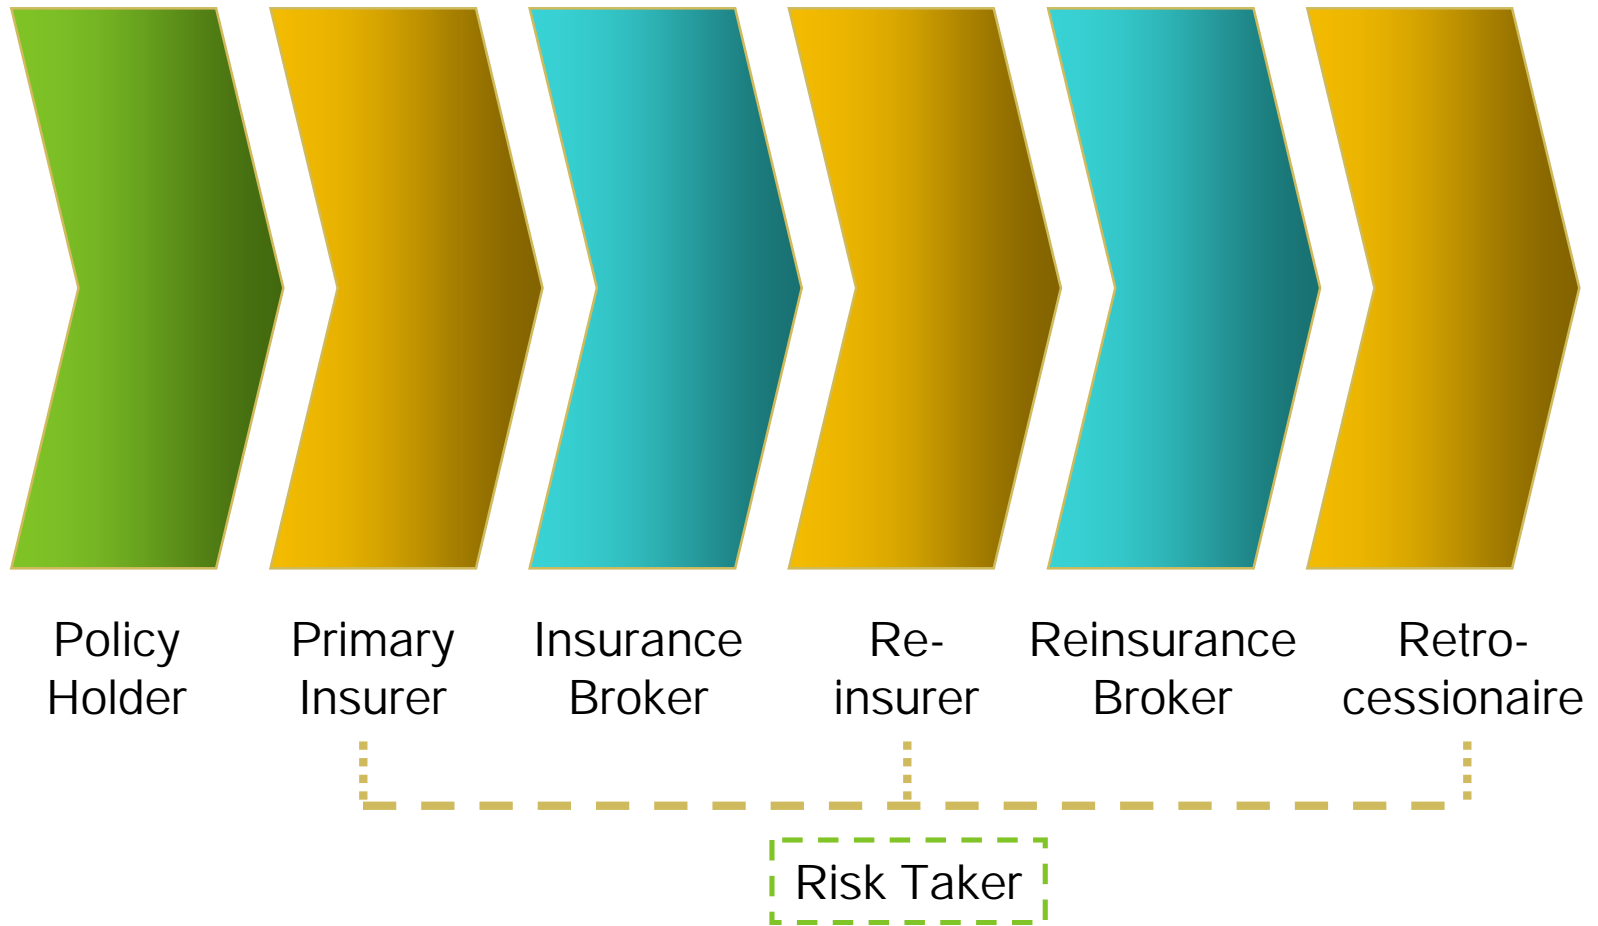 Policy
Holder
Primary
Insurer
Insurance
Broker
Re-
insurer
Reinsurance
Broker
Retro-
cessionaire
Risk Taker